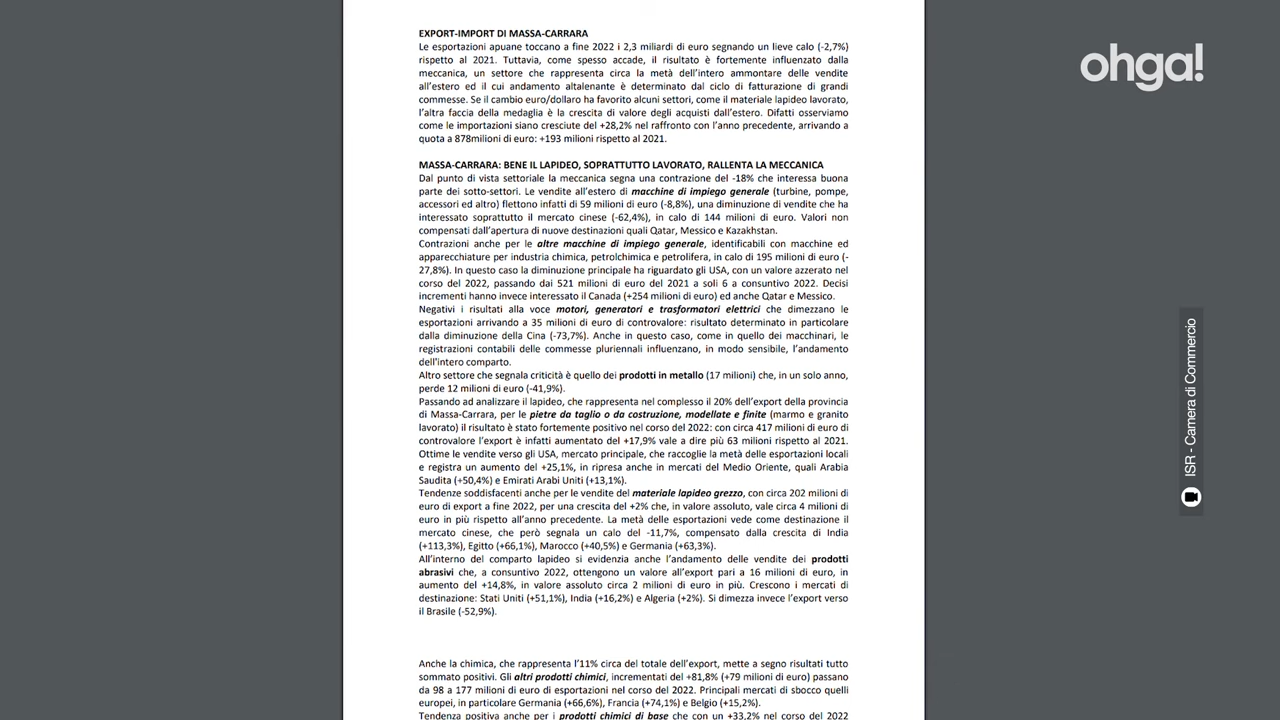 EXPORT-IMPORT DI MASSA-CARRARA
Le esportazioni apuane toccano a fine 2022 i 2,3 miliardi di euro segnando un lieve calo (-2,7%)
rispetto al 2021. Tuttavia, come spesso accade, il risultato è fortemente influenzato dalla
meccanica, un settore che rappresenta circa la metà dell'intero ammontare delle vendite
all'estero ed il cui andamento altalenante è determinato dal ciclo di fatturazione di grandi
commesse. Se il cambio euro/dollaro ha favorito alcuni settori, come il materiale lapideo lavorato,
l'altra faccia della medaglia è la crescita di valore degli acquisti dall'estero. Difatti osserviamo
come le importazioni siano cresciute del +28,2% nel raffronto con l'anno precedente, arrivando a
quota a 878milioni di euro: +193 milioni rispetto al 2021.
MASSA-CARRARA: BENE IL LAPIDEO, SOPRATTUTTO LAVORATO, RALLENTA LA MECCANICA
Dal punto di vista settoriale la meccanica segna una contrazione del -18% che interessa buona
parte dei sotto-settori. Le vendite all'estero di macchine di impiego generale (turbine, pompe,
accessori ed altro) flettono infatti di 59 milioni di euro (-8,8%), una diminuzione di vendite che ha
interessato soprattutto il mercato cinese (-62,4%), in calo di 144 milioni di euro. Valori non
compensati dall'apertura di nuove destinazioni quali Qatar, Messico e Kazakhstan.
Contrazioni anche per le altre macchine di impiego generale, identificabili con macchine ed
apparecchiature per industria chimica, petrolchimica e petrolifera, in calo di 195 milioni di euro (-
27,8%). In questo caso la diminuzione principale ha riguardato gli USA, con un valore azzerato nel
corso del 2022, passando dai 521 milioni di euro del 2021 a soli 6 a consuntivo 2022. Decisi
incrementi hanno invece interessato il Canada (+254 milioni di euro) ed anche Qatar e Messico.
Negativi i risultati alla voce motori, generatori e trasformatori elettrici che dimezzano le
esportazioni arrivando a 35 milioni di euro di controvalore: risultato determinato in particolare
dalla diminuzione della Cina (-73,7%). Anche in questo caso, come in quello dei macchinari, le
registrazioni contabili delle commesse pluriennali influenzano, in modo sensibile, l'andamento
dell'intero comparto.
Altro settore che segnala criticità è quello dei prodotti in metallo (17 milioni) che, in un solo anno,
perde 12 milioni di euro (-41,9%).
Passando ad analizzare il lapideo, che rappresenta nel complesso il 20% dell'export della provincia
di Massa-Carrara, per le pietre da taglio o da costruzione, modellate e finite (marmo e granito
lavorato) il risultato è stato fortemente positivo nel corso del 2022: con circa 417 milioni di euro di
controvalore l'export è infatti aumentato del +17,9% vale a dire più 63 milioni rispetto al 2021.
Ottime le vendite verso gli USA, mercato principale, che raccoglie la metà delle esportazioni locali
e registra un aumento del +25,1%, in ripresa anche in mercati del Medio Oriente, quali Arabia
Saudita (+50,4%) e Emirati Arabi Uniti (+13,1%).
Tendenze soddisfacenti anche per le vendite del materiale lapideo grezzo, con circa 202 milioni di
euro di export a fine 2022, per una crescita del +2% che, in valore assoluto, vale circa 4 milioni di
euro in più rispetto all'anno precedente. La metà delle esportazioni vede come destinazione il
mercato cinese, che però segnala un calo del -11,7%, compensato dalla crescita di India
(+113,3%), Egitto (+66,1%), Marocco (+40,5%) e Germania (+63,3%).
All'interno del comparto lapideo si evidenzia anche l'andamento delle vendite dei prodotti
abrasivi che, a consuntivo 2022, ottengono un valore all'export pari a 16 milioni di euro, in
aumento del +14,8%, in valore assoluto circa 2 milioni di euro in più. Crescono i mercati di
destinazione: Stati Uniti (+51,1%), India (+16,2%) e Algeria (+2%). Si dimezza invece l'export verso
il Brasile (-52,9%).
Anche la chimica, che rappresenta l'11% circa del totale dell'export, mette a segno risultati tutto
sommato positivi. Gli altri prodotti chimici, incrementati del +81,8% (+79 milioni di euro) passano
da 98 a 177 milioni di euro di esportazioni nel corso del 2022. Principali mercati di sbocco quelli
europei, in particolare Germania (+66,6%), Francia (+74,1%) e Belgio (+15,2%).
Tendenza positiva anche per i prodotti chimici di base che con un +33,2% nel corso del 2022
ohga!
ISR - Camera di Commercio